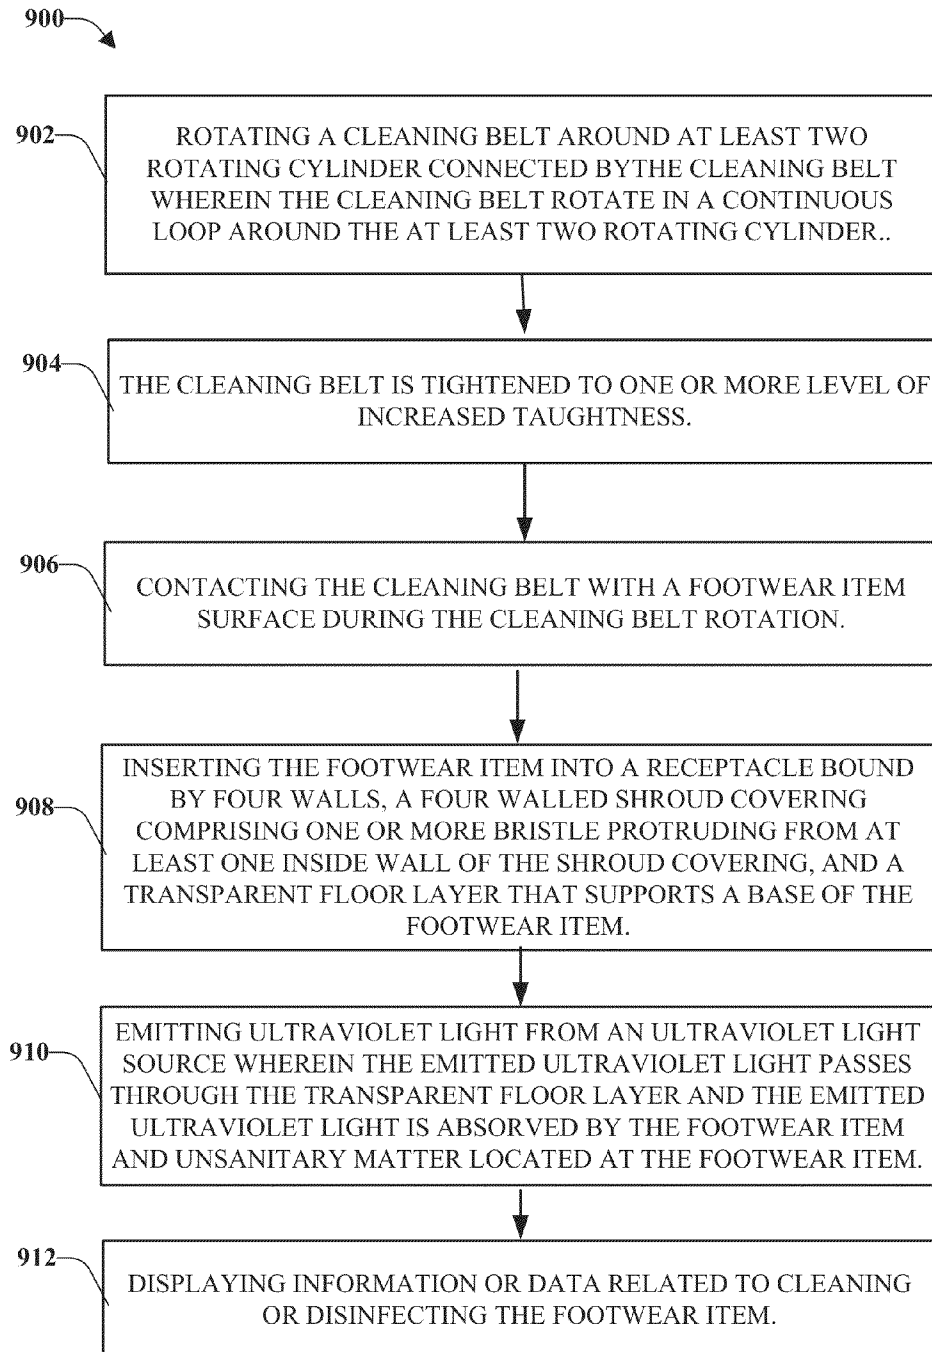 900
902
ROTATING A CLEANING BELT AROUND AT LEAST TWO
ROTATING CYLINDER CONNECTED BYTHE CLEANING BELT
WHEREIN THE CLEANING BELT ROTATE IN A CONTINUOUS
LOOP AROUND THE AT LEAST TWO ROTATING CYLINDER..
904
THE CLEANING BELT IS TIGHTENED TO ONE OR MORE LEVEL OF
INCREASED TAUGHTNESS.
906
CONTACTING THE CLEANING BELT WITH A FOOTWEAR ITEM
SURFACE DURING THE CLEANING BELT ROTATION.
908
INSERTING THE FOOTWEAR ITEM INTO A RECEPTACLE BOUND
BY FOUR WALLS, A FOUR WALLED SHROUD COVERING
COMPRISING ONE OR MORE BRISTLE PROTRUDING FROM AT
LEAST ONE INSIDE WALL OF THE SHROUD COVERING, AND A
TRANSPARENT FLOOR LAYER THAT SUPPORTS A BASE OF THE
FOOTWEAR ITEM.
910
EMITTING ULTRAVIOLET LIGHT FROM AN ULTRAVIOLET LIGHT
SOURCE WHEREIN THE EMITTED ULTRAVIOLET LIGHT PASSES
THROUGH THE TRANSPARENT FLOOR LAYER AND THE EMITTED
ULTRAVIOLET LIGHT IS ABSORVED BY THE FOOTWEAR ITEM
AND UNSANITARY MATTER LOCATED AT THE FOOTWEAR ITEM.
912
DISPLAYING INFORMATION OR DATA RELATED TO CLEANING
OR DISINFECTING THE FOOTWEAR ITEM.